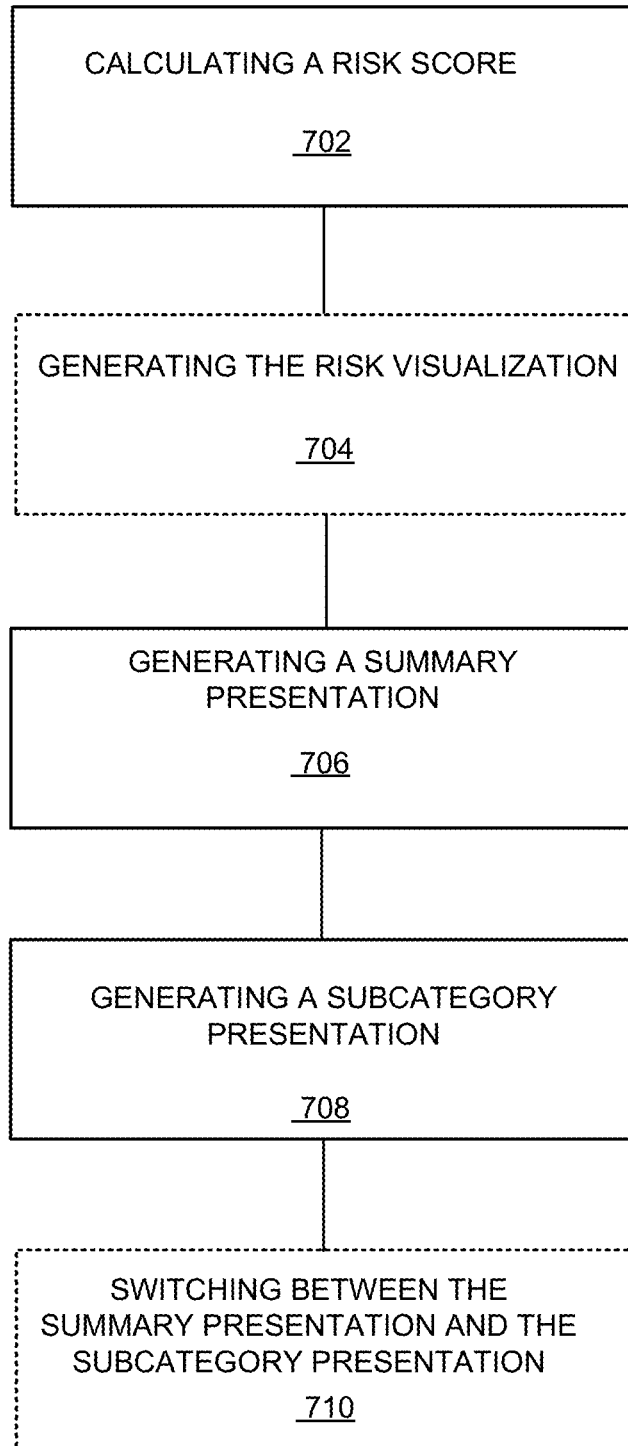 CALCULATING A RISK SCORE
702
GENERATING THE RISK VISUALIZATION
704
GENERATING A SUMMARY
PRESENTATION
706
GENERATING A SUBCATEGORY
PRESENTATION
708
SWITCHING BETWEEN THE
SUMMARY PRESENTATION AND THE
SUBCATEGORY PRESENTATION
710